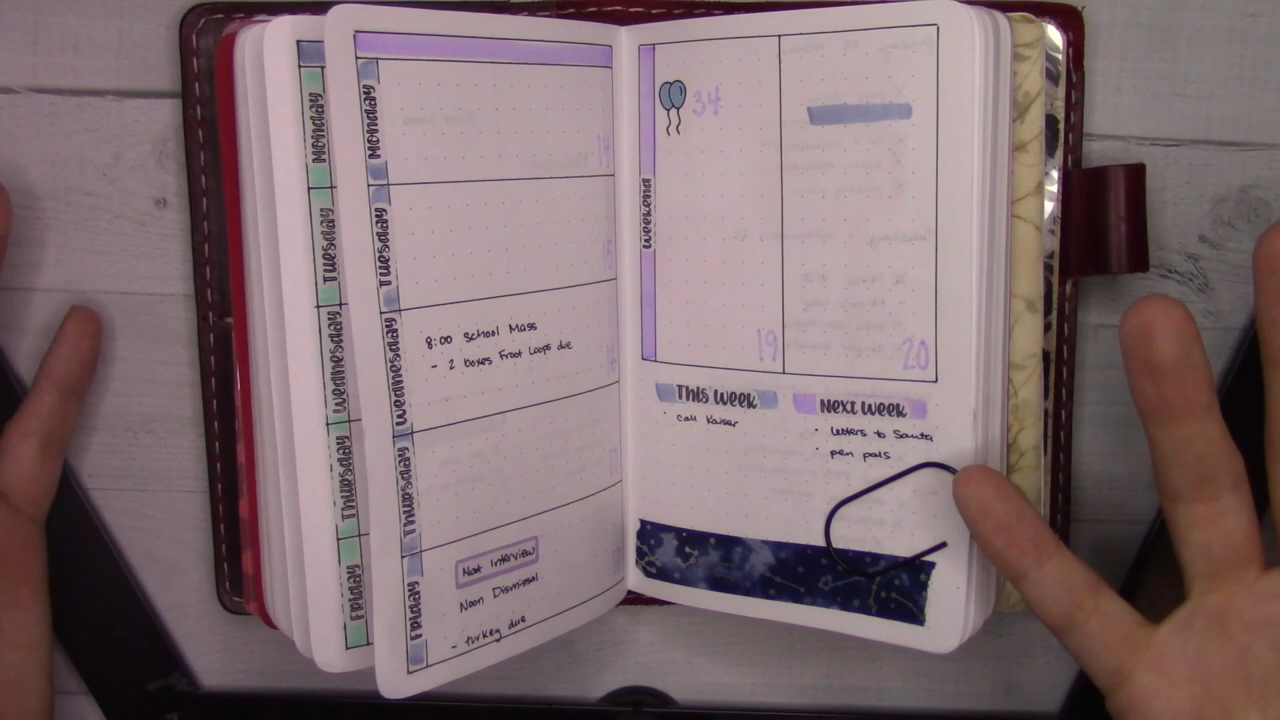 Monday
Tuesday
Wednesday
Thursday
Friday
Monday
14
Tuesday
15
Wednesday
8:00 School Mass
- 2 boxes Froot Loops due
16
Thursday
17
Friday
Nat Interview
Noon Dismissal
- turkey due
18
Weekend
34
19
20
This Week
• call Kaiser
Next Week
• letters to Santa
• pen pals